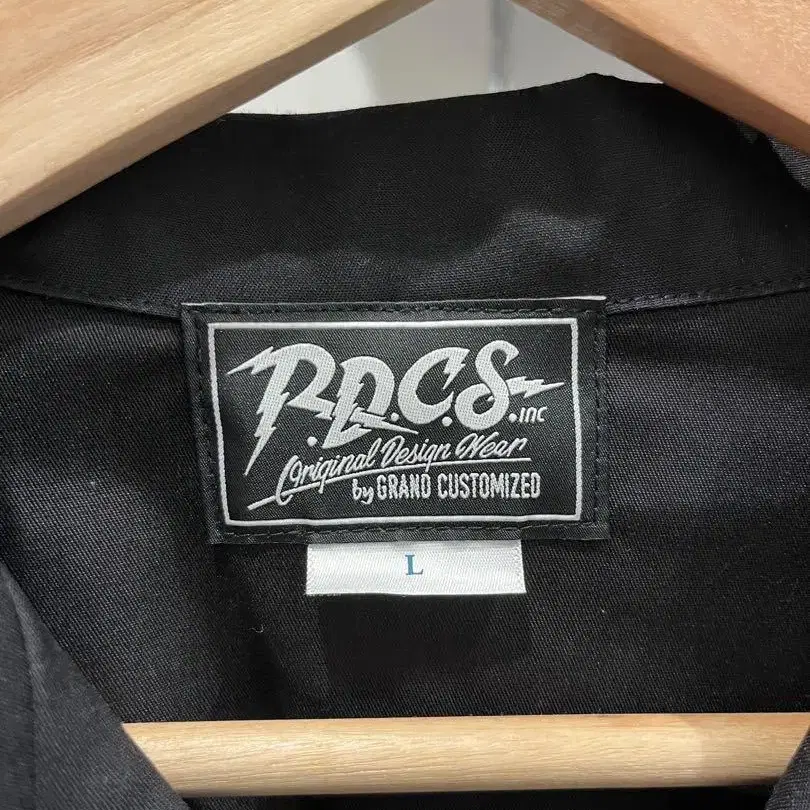 R.D.C.S.INC
Original Design Wear
by GRAND CUSTOMIZED
L